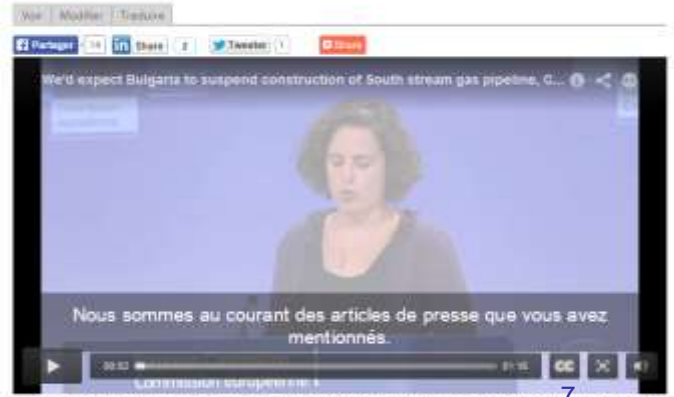 Voir Modifier Traduire
Partager 14 in Share 2 Tweeter 1 Share
We'd expect Bulgaria to suspend construction of South stream gas pipeline, C...
Nous sommes au courant des articles de presse que vous avez
mentionnés.
CC
Commission européenne
7